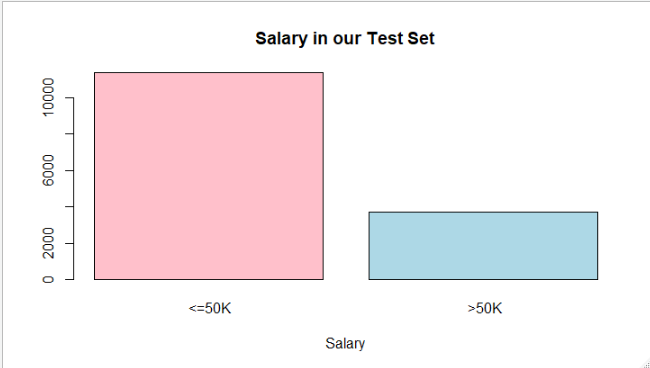 Salary in our Test Set
10000
6000
2000
0
<=50K >50K
Salary